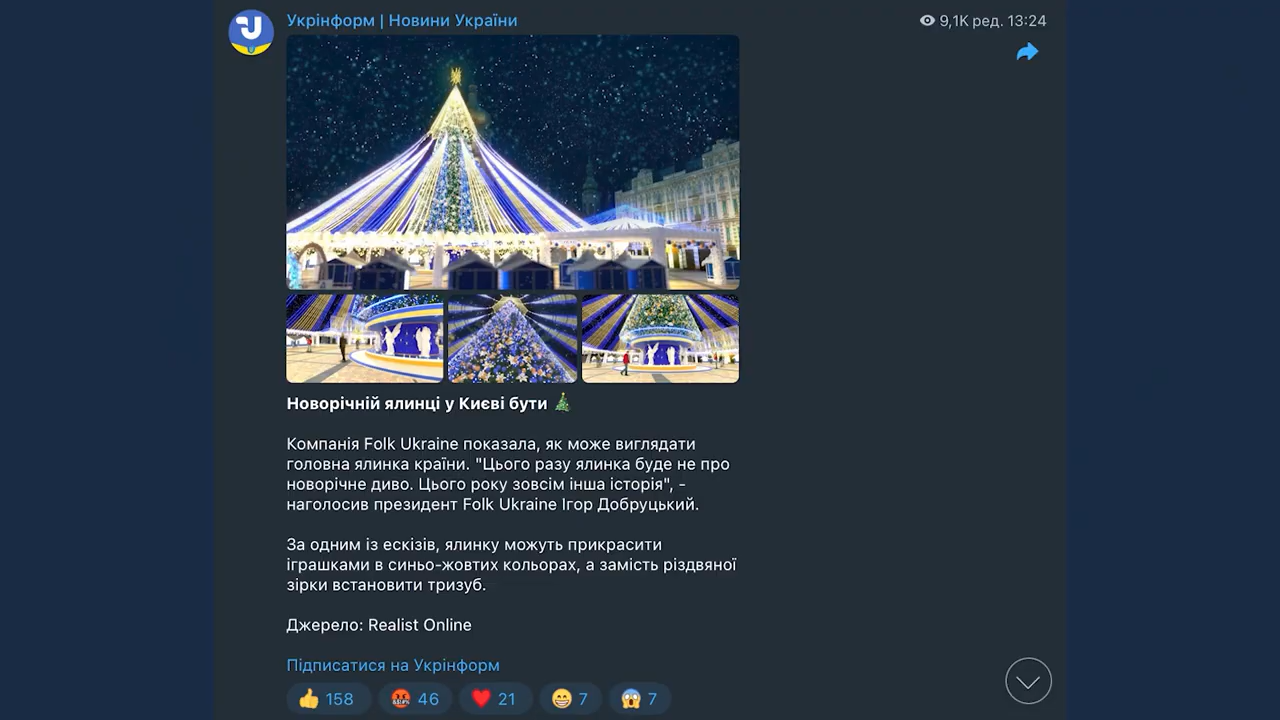 Укрінформ | Новини України
9,1K ред. 13:24
Новорічній ялинці у Києві бути
Компанія Folk Ukraine показала, як може виглядати
головна ялинка країни. "Цього разу ялинка буде не про
новорічне диво. Цього року зовсім інша історія", -
наголосив президент Folk Ukraine Ігор Добруцький.
За одним із ескізів, ялинку можуть прикрасити
іграшками в синьо-жовтих кольорах, а замість різдвяної
зірки встановити тризуб.
Джерело: Realist Online
Підписатися на Укрінформ
158 46 21 7 7